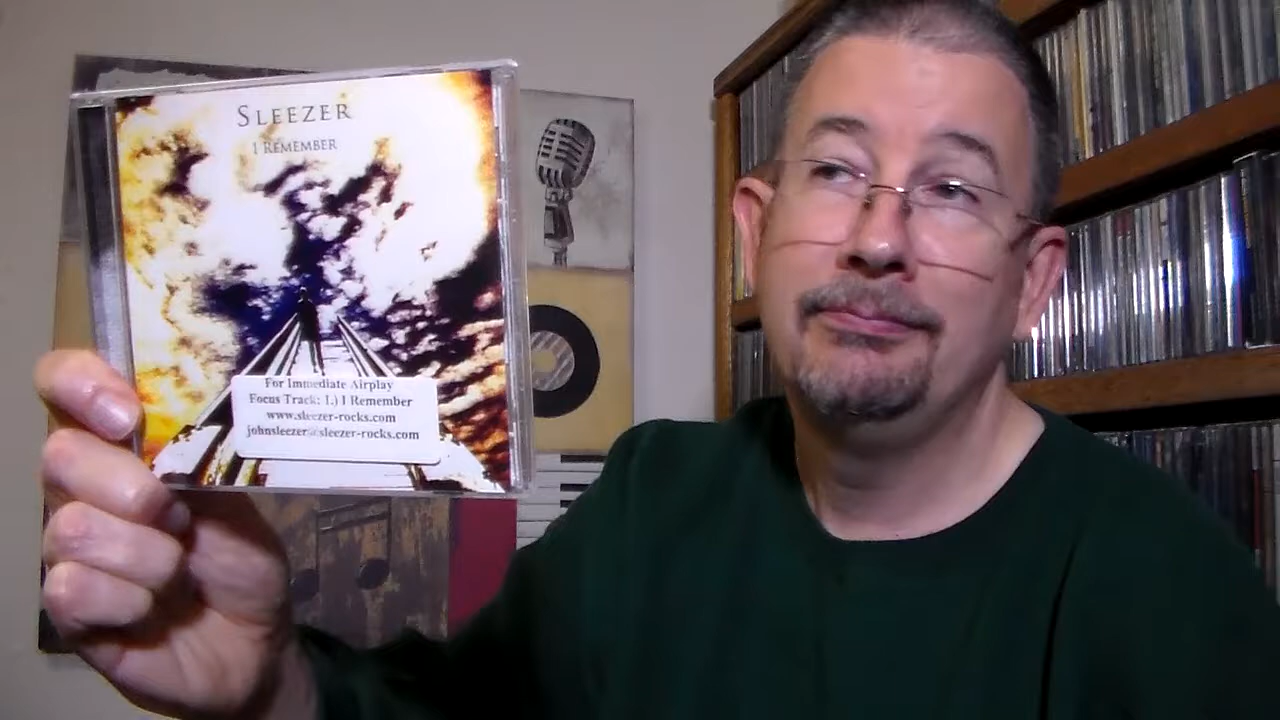 SLEEZER
I REMEMBER
For Immediate Airplay
Focus Track: 1.) I Remember
www.sleezer-rocks.com
johnsleezer@sleezer-rocks.com